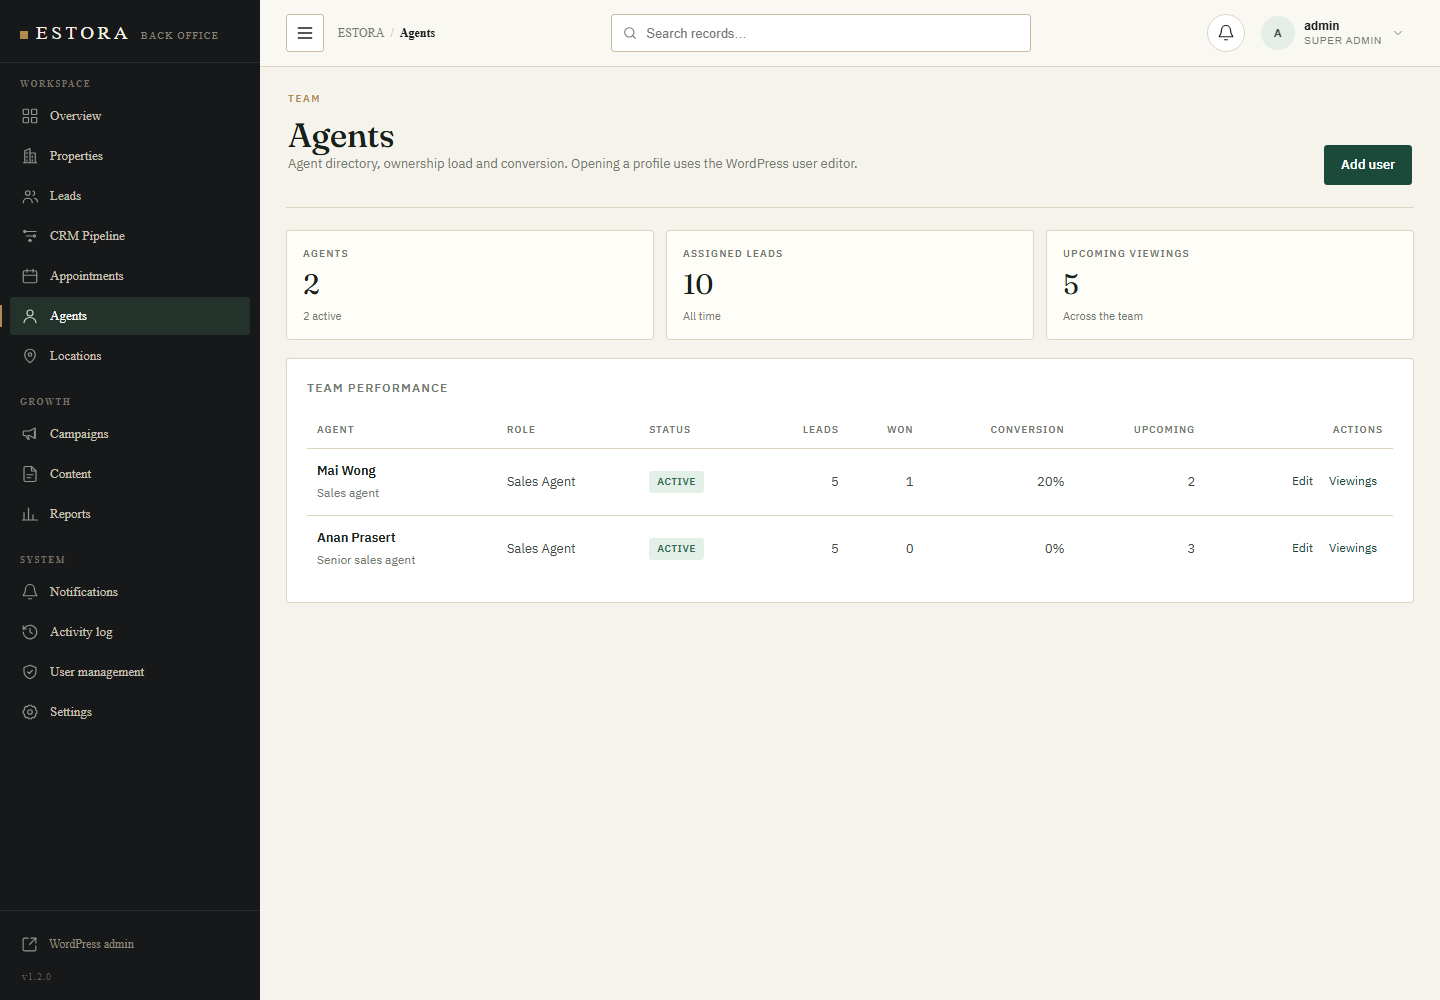 ESTORA BACK OFFICE
WORKSPACE
Overview
Properties
Leads
CRM Pipeline
Appointments
Agents
Locations
GROWTH
Campaigns
Content
Reports
SYSTEM
Notifications
Activity log
User management
Settings
WordPress admin
v1.2.0
ESTORA / Agents
Search records...
A
admin
SUPER ADMIN
TEAM
Agents
Agent directory, ownership load and conversion. Opening a profile uses the WordPress user editor.
Add user
AGENTS
2
2 active
ASSIGNED LEADS
10
All time
UPCOMING VIEWINGS
5
Across the team
TEAM PERFORMANCE
AGENT ROLE STATUS LEADS WON CONVERSION UPCOMING ACTIONS
Mai Wong
Sales agent
Sales Agent ACTIVE 5 1 20% 2 Edit Viewings
Anan Prasert
Senior sales agent
Sales Agent ACTIVE 5 0 0% 3 Edit Viewings